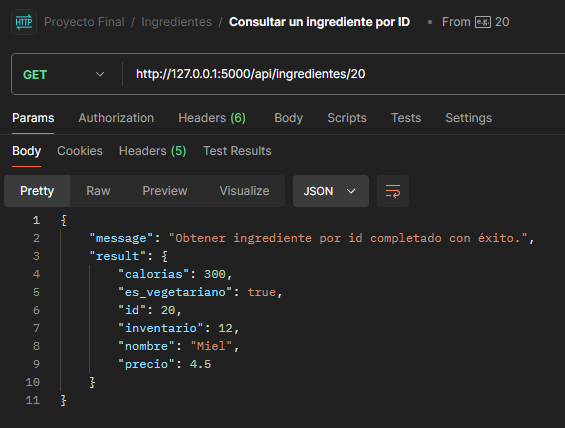 HTTP Proyecto Final / Ingredientes / Consultar un ingrediente por ID • From e.g. 20
GET http://127.0.0.1:5000/api/ingredientes/20
Params Authorization Headers (6) Body Scripts Tests Settings
Body Cookies Headers (5) Test Results
Pretty Raw Preview Visualize JSON
1 {
2 "message": "Obtener ingrediente por id completado con éxito.",
3 "result": {
4 "calorias": 300,
5 "es_vegetariano": true,
6 "id": 20,
7 "inventario": 12,
8 "nombre": "Miel",
9 "precio": 4.5
10 }
11 }